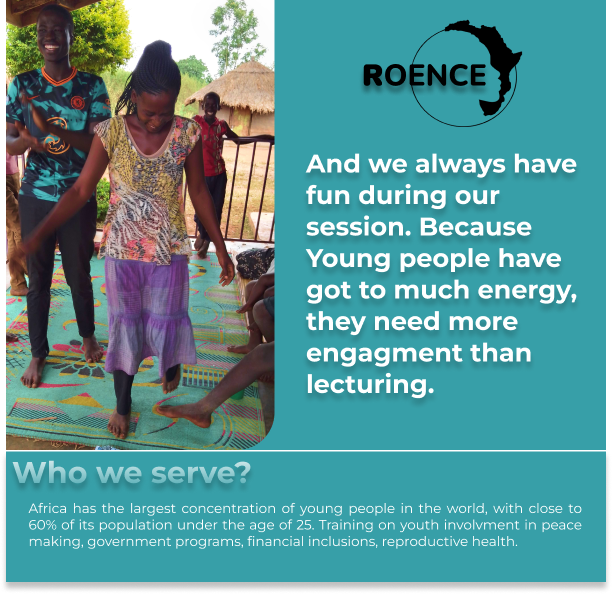 ROENCE
And we always have
fun during our
session. Because
Young people have
got to much energy,
they need more
engagment than
lecturing.
Who we serve?
Africa has the largest concentration of young people in the world, with close to
60% of its population under the age of 25. Training on youth involvment in peace
making, government programs, financial inclusions, reproductive health.